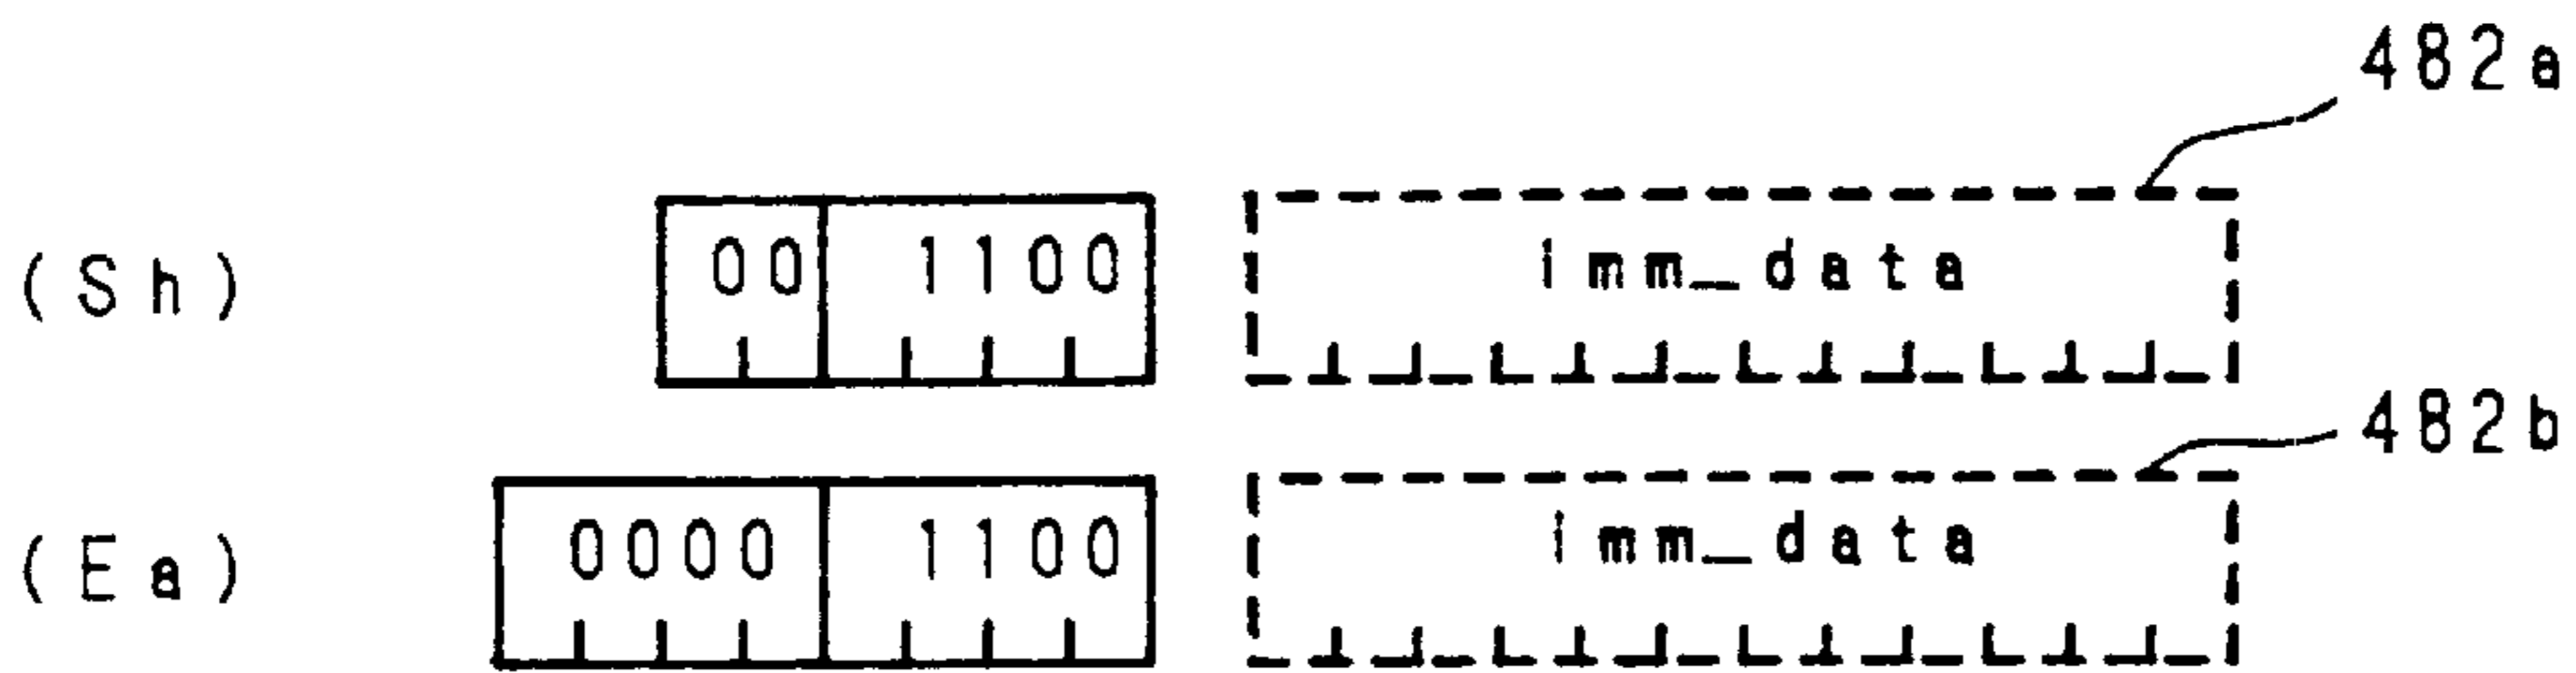 482a
(Sh) 00 1100 imm_data
482b
(Ea) 0000 1100 imm_data